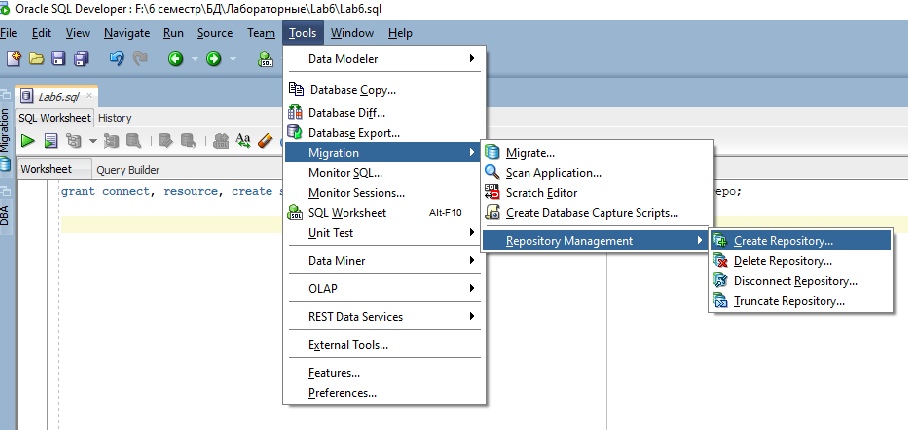 Oracle SQL Developer : F:\6 семестр\БД\Лабораторные\Lab6\Lab6.sql
File Edit View Navigate Run Source Team Tools Window Help
Data Modeler
Database Copy...
Database Diff...
Database Export...
Migration
Monitor SQL...
Monitor Sessions...
SQL Worksheet Alt-F10
Unit Test
Data Miner
OLAP
REST Data Services
External Tools...
Features...
Preferences...
Migrate...
Scan Application...
Scratch Editor
Create Database Capture Scripts...
Repository Management
Create Repository...
Delete Repository...
Disconnect Repository...
Truncate Repository...
Lab6.sql
SQL Worksheet History
Worksheet Query Builder
grant connect, resource, create s
epo;
Migration
DBA
SQL